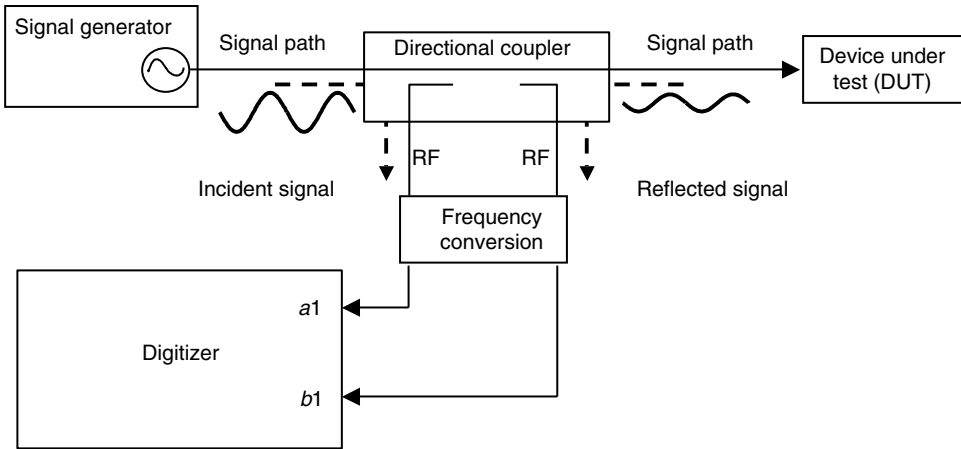 Signal generator
Signal path
Directional coupler
Signal path
Device under
test (DUT)
RF
RF
Incident signal
Reflected signal
Frequency
conversion
a1
Digitizer
b1